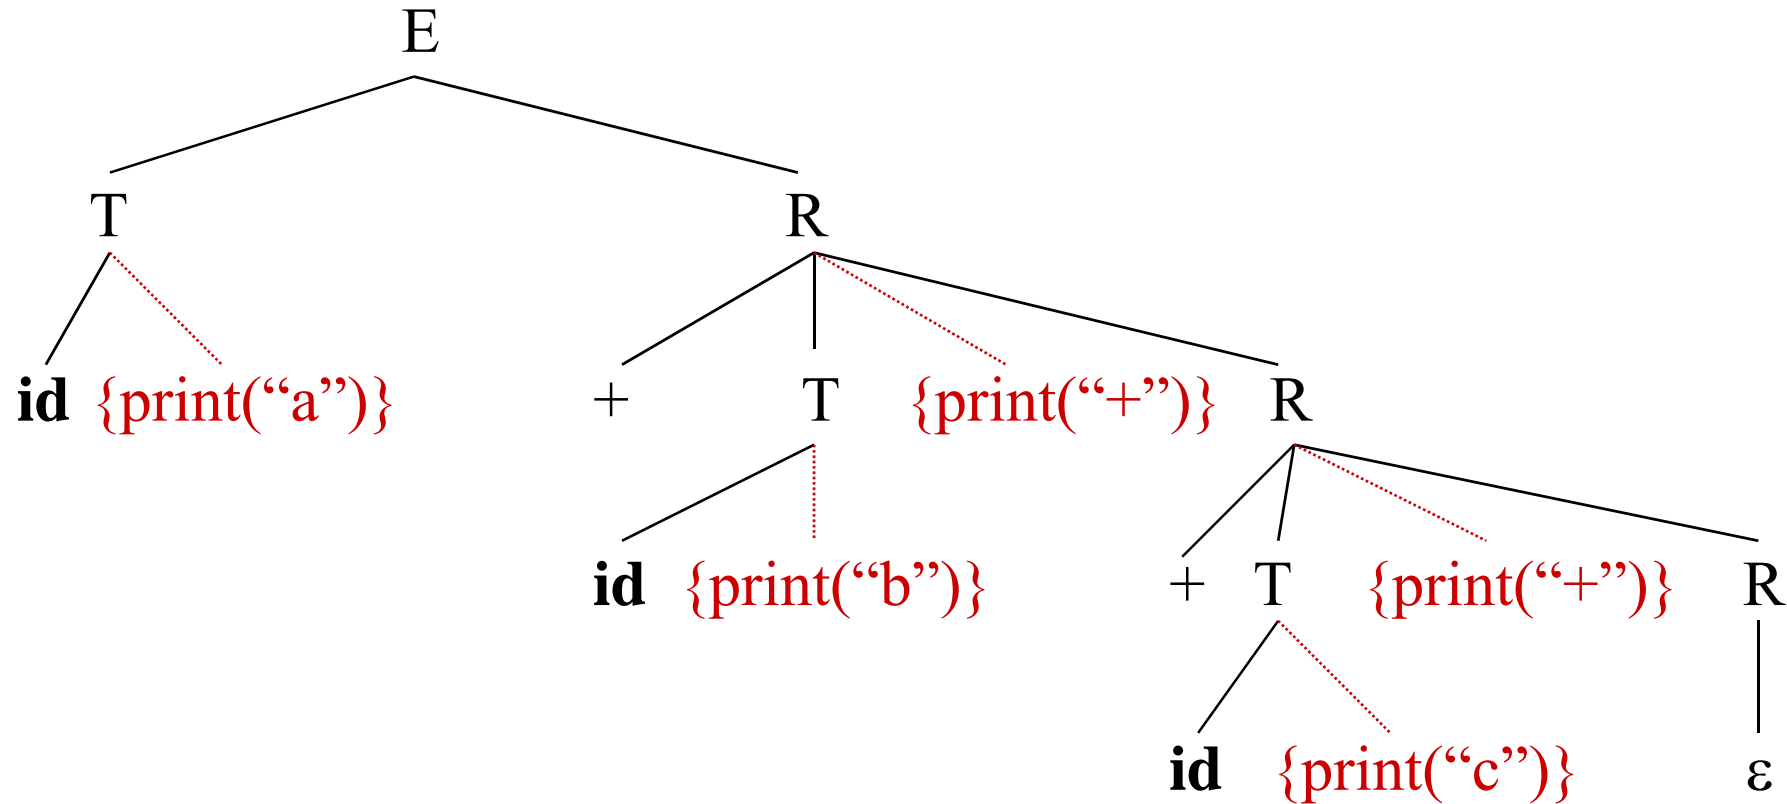 E
T R
id {print(“a”)} + T {print(“+”)} R
id {print(“b”)} + T {print(“+”)} R
id {print(“c”)} ε